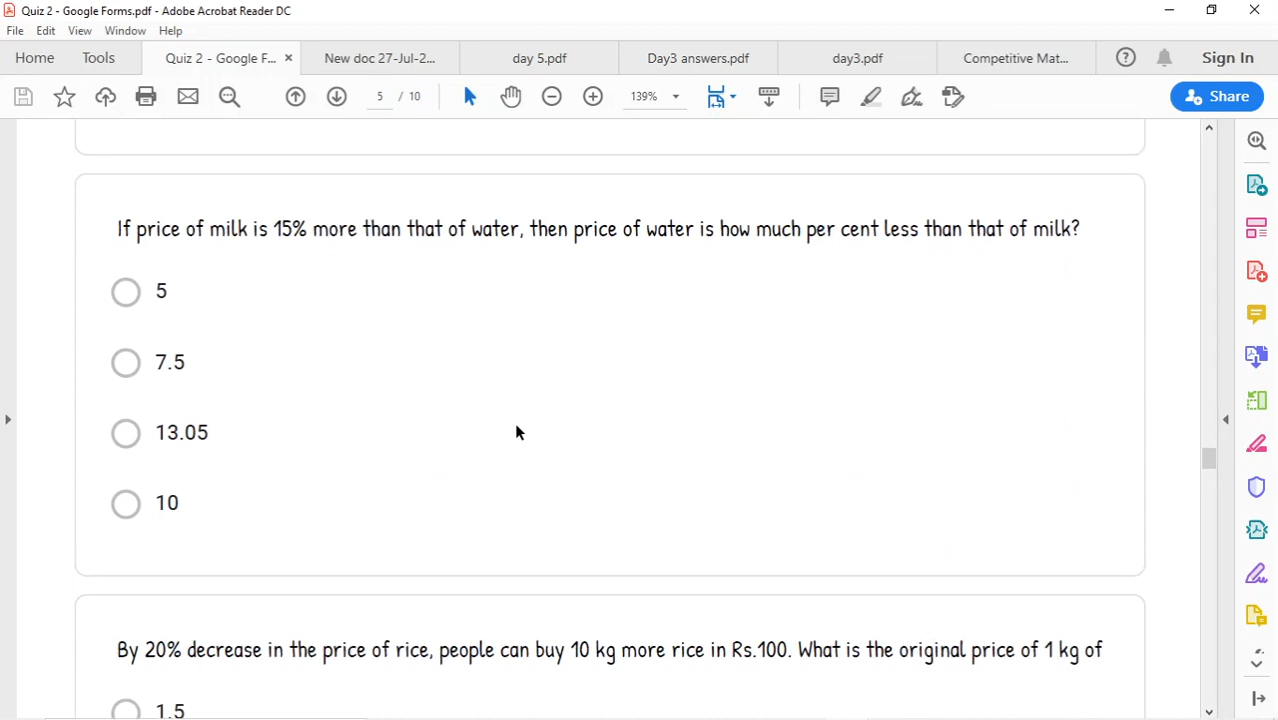 Quiz 2 - Google Forms.pdf - Adobe Acrobat Reader DC
File Edit View Window Help
Home Tools Quiz 2 - Google F... × New doc 27-Jul-2... day 5.pdf Day3 answers.pdf day3.pdf Competitive Mat... Sign In
5 / 10 139% Share
If price of milk is 15% more than that of water, then price of water is how much per cent less than that of milk?
5
7.5
13.05
10
By 20% decrease in the price of rice, people can buy 10 kg more rice in Rs.100. What is the original price of 1 kg of
1.5